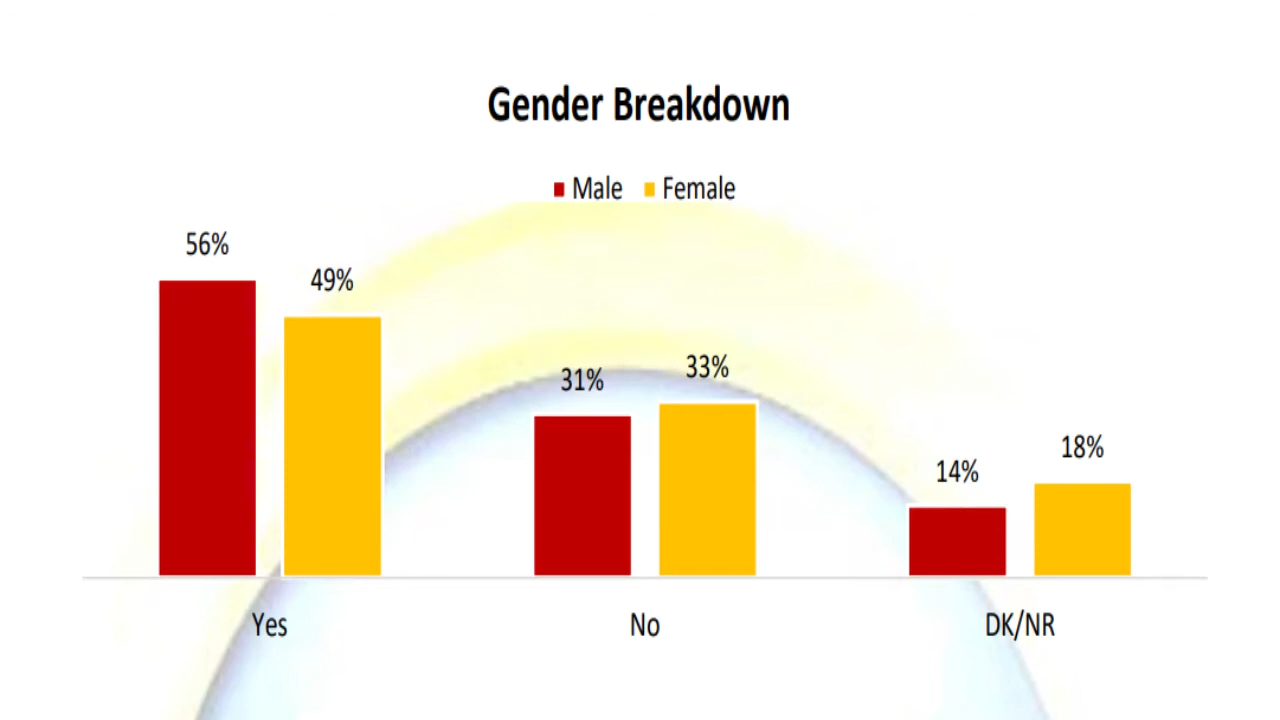 Gender Breakdown
Male Female
56%
49%
31%
33%
14%
18%
Yes No DK/NR